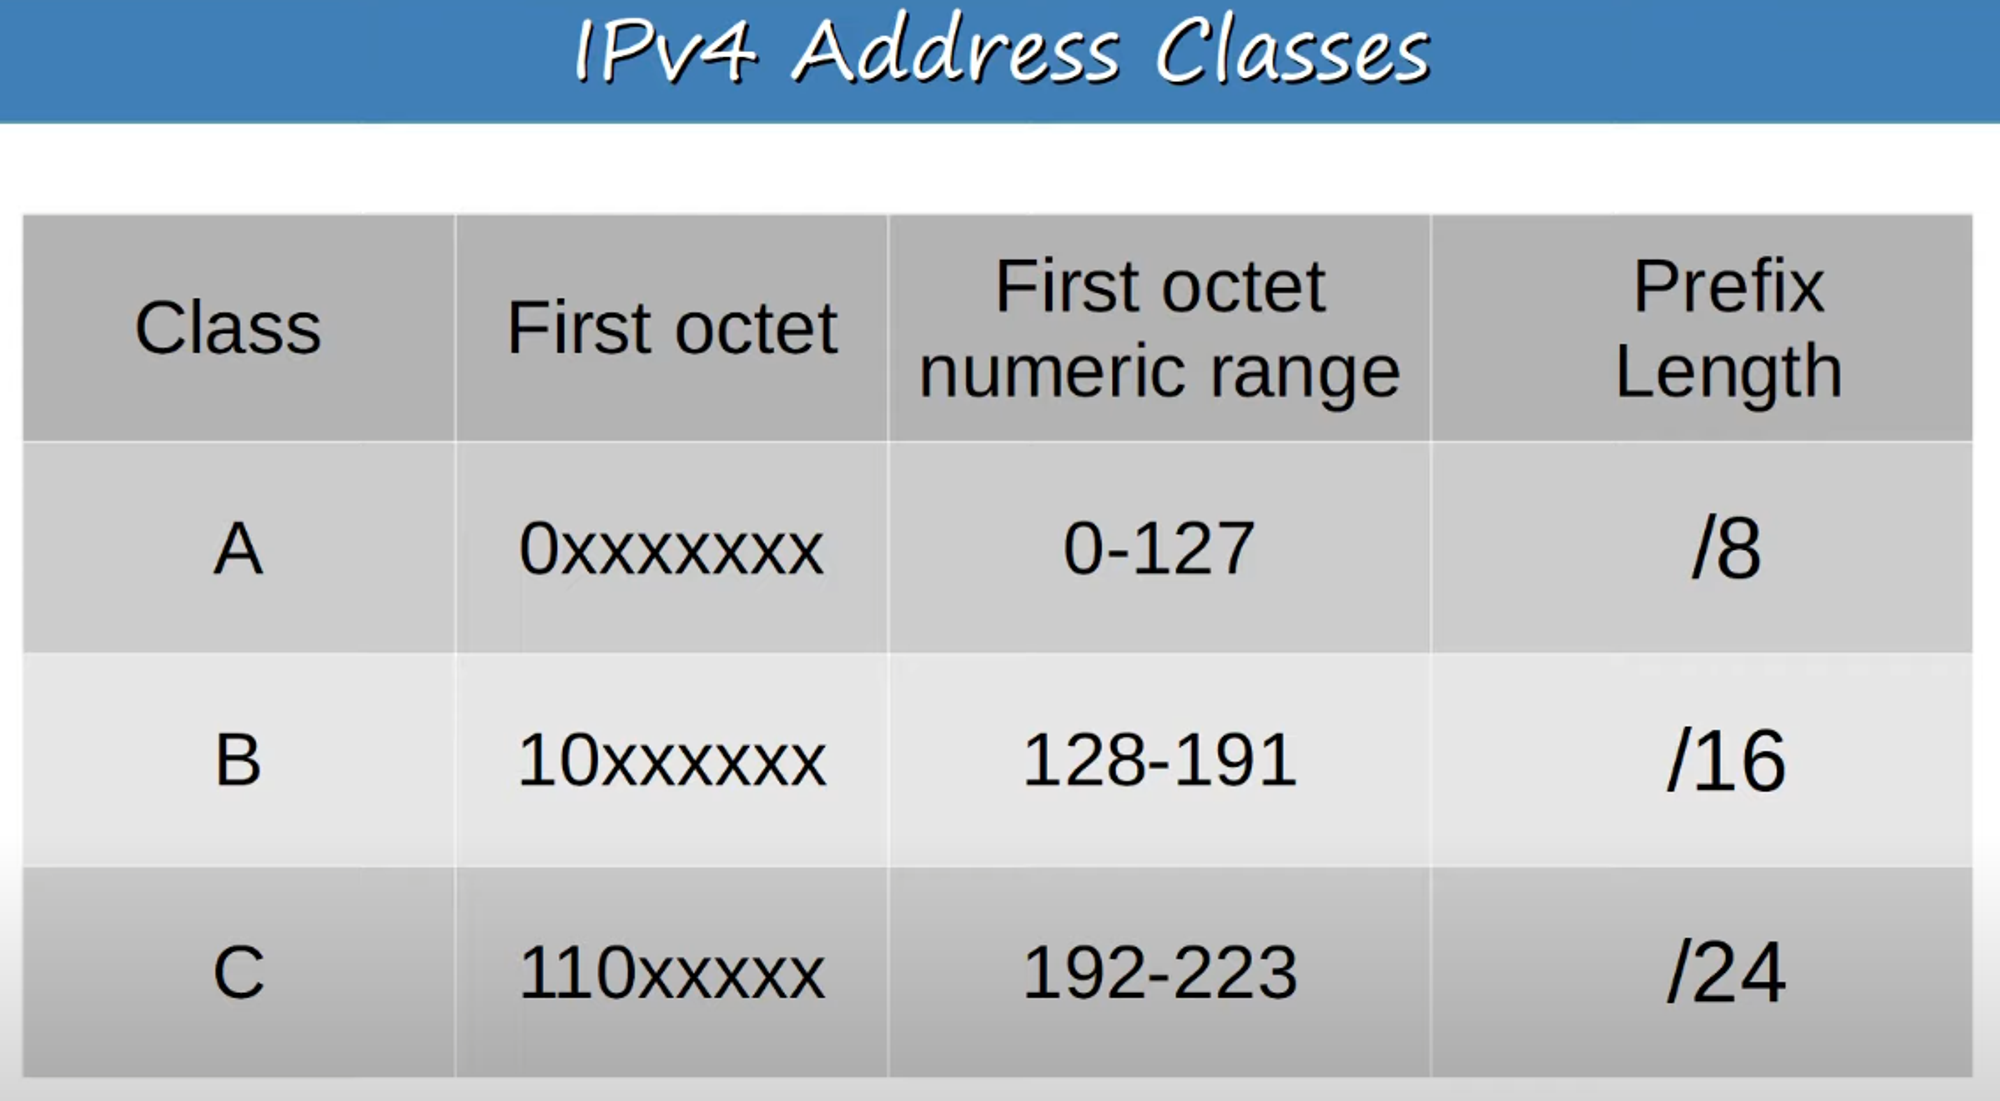 IPv4 Address Classes
Class
First octet
First octet
numeric range
Prefix
Length
A
0xxxxxxx
0-127
/8
B
10xxxxxx
128-191
/16
C
110xxxxx
192-223
/24